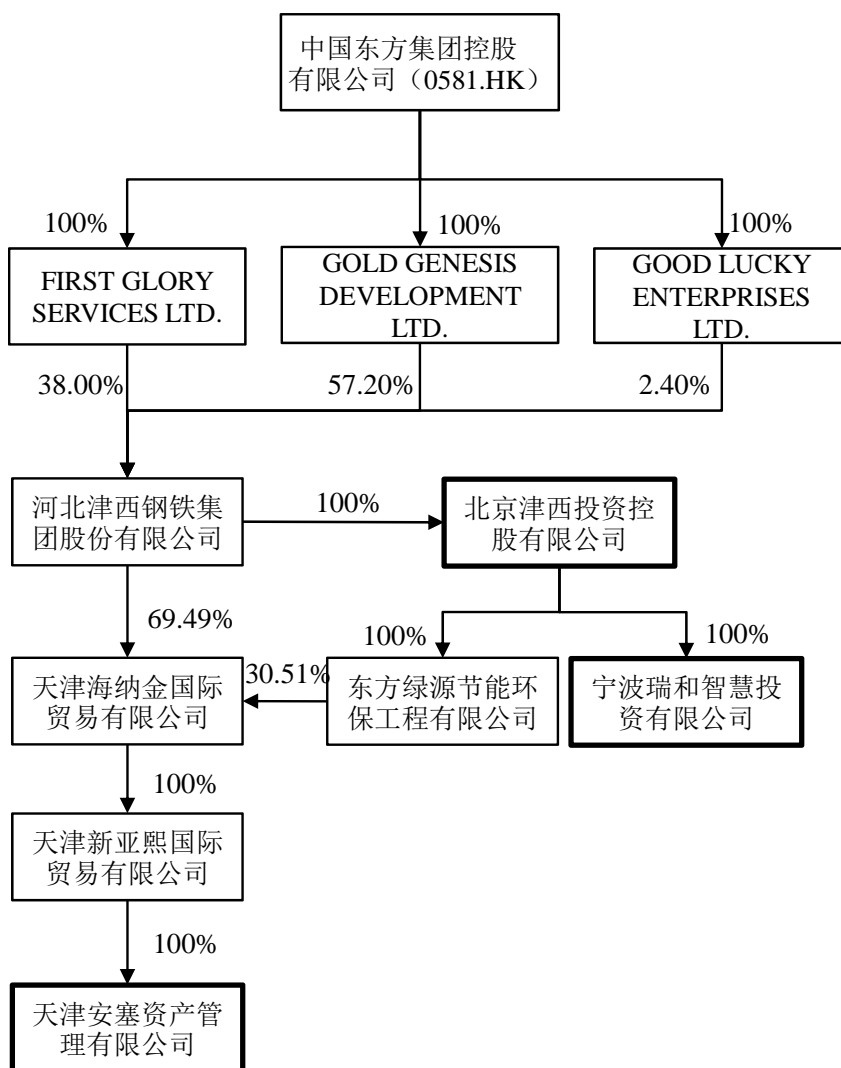 中国东方集团控股
有限公司（0581.HK）
100%
100%
100%
FIRST GLORY
SERVICES LTD.
GOLD GENESIS
DEVELOPMENT
LTD.
GOOD LUCKY
ENTERPRISES
LTD.
38.00%
57.20%
2.40%
河北津西钢铁集
团股份有限公司
100%
北京津西投资控
股有限公司
69.49%
100%
100%
天津海纳金国际
贸易有限公司
30.51%
东方绿源节能环
保工程有限公司
宁波瑞和智慧投
资有限公司
100%
天津新亚熙国际
贸易有限公司
100%
天津安塞资产管
理有限公司